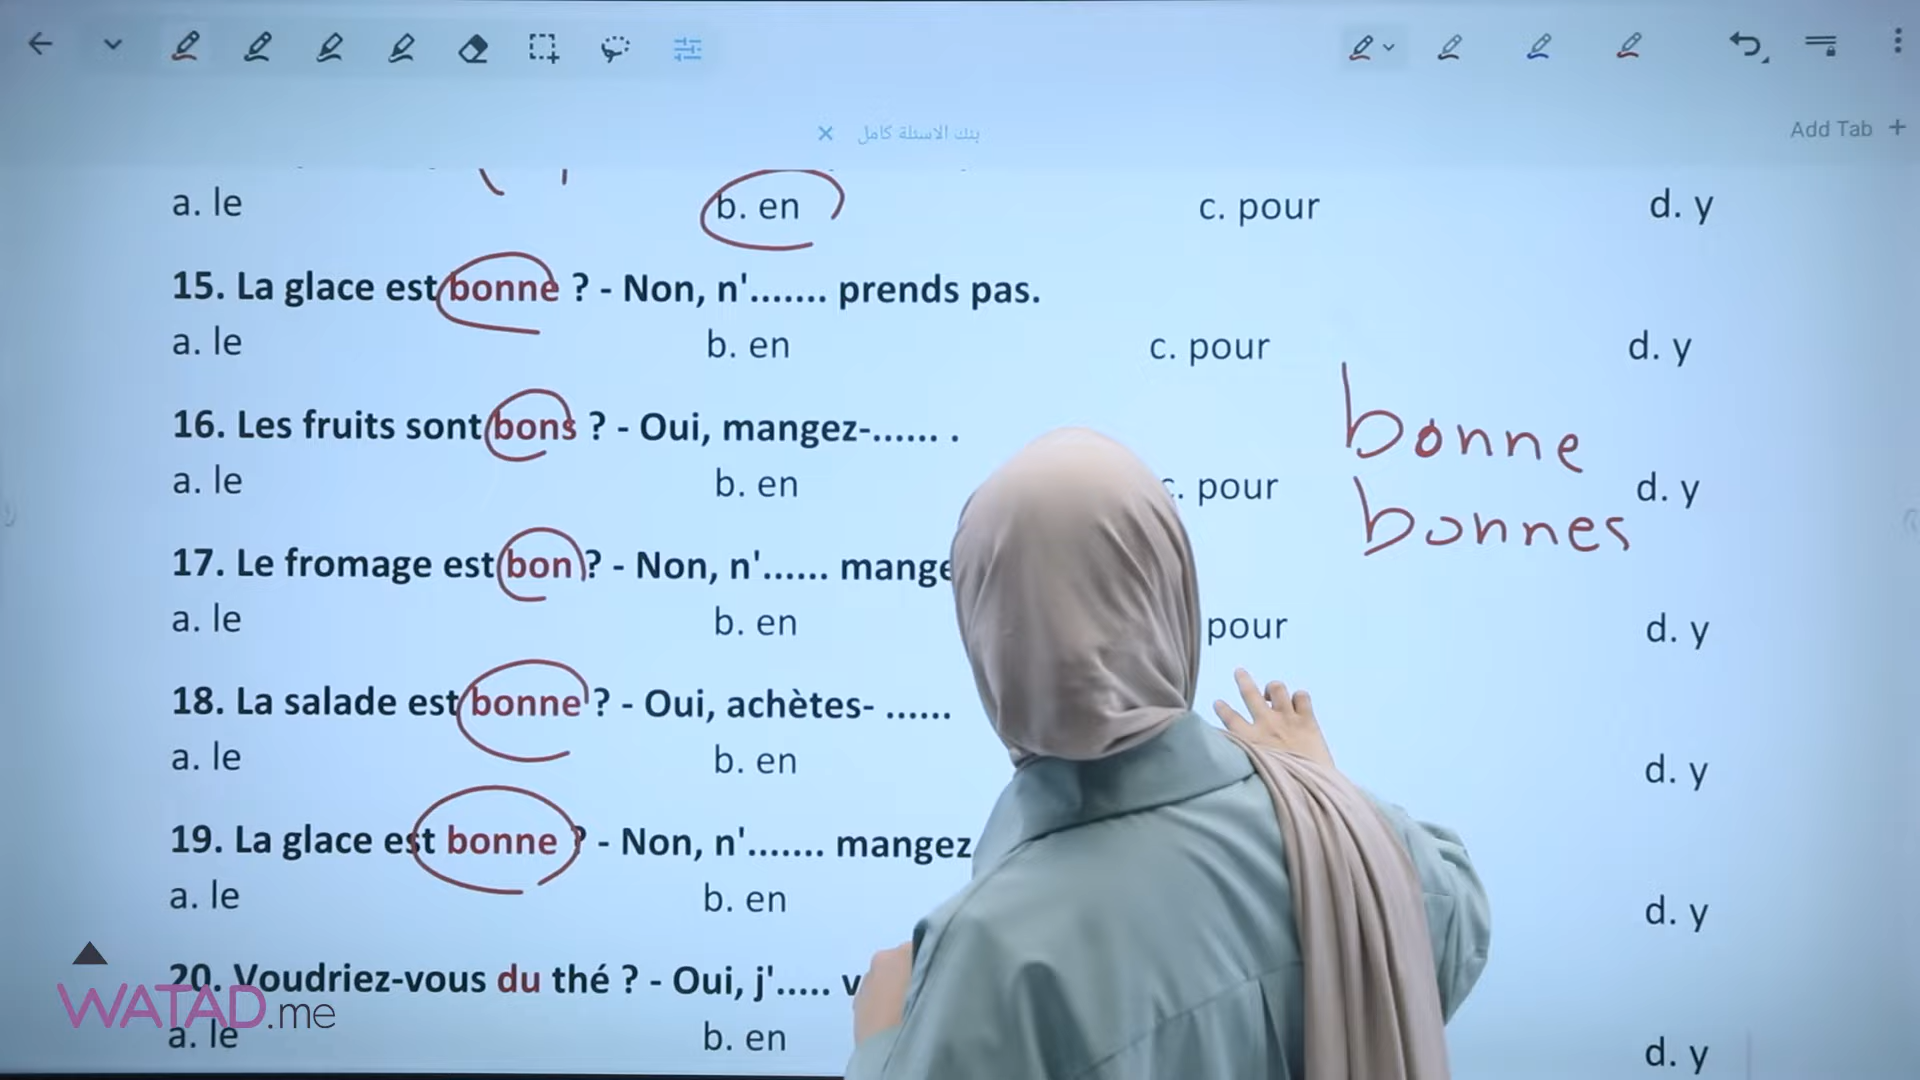 بنك الاسئلة كامل
Add Tab
a. le b. en c. pour d. y
15. La glace est bonne ? - Non, n'....... prends pas.
a. le b. en c. pour d. y
bonne
16. Les fruits sont bons ? - Oui, mangez-...... .
a. le b. en c. pour d. y
bonnes
17. Le fromage est bon ? - Non, n'...... mange
a. le b. en pour d. y
18. La salade est bonne ? - Oui, achètes- ......
a. le b. en d. y
19. La glace est bonne ? - Non, n'....... mangez
a. le b. en d. y
20. Voudriez-vous du thé ? - Oui, j'..... v
a. le b. en d. y
WATAD.me